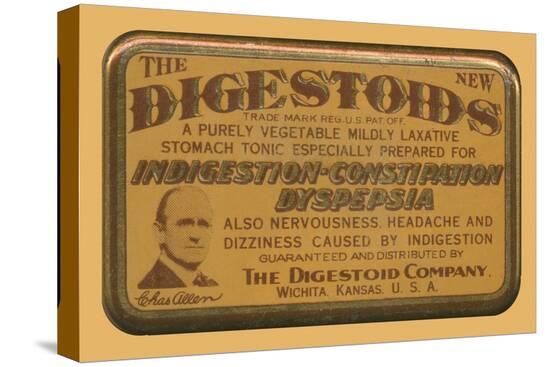 THE
NEW
DIGESTOIDS
TRADE MARK REG. U.S. PAT. OFF.
A PURELY VEGETABLE MILDLY LAXATIVE
STOMACH TONIC ESPECIALLY PREPARED FOR
INDIGESTION-CONSTIPATION
DYSPEPSIA
ALSO NERVOUSNESS, HEADACHE AND
DIZZINESS CAUSED BY INDIGESTION
GUARANTEED AND DISTRIBUTED BY
THE DIGESTOID COMPANY.
WICHITA, KANSAS. U. S. A.
Chas Allen